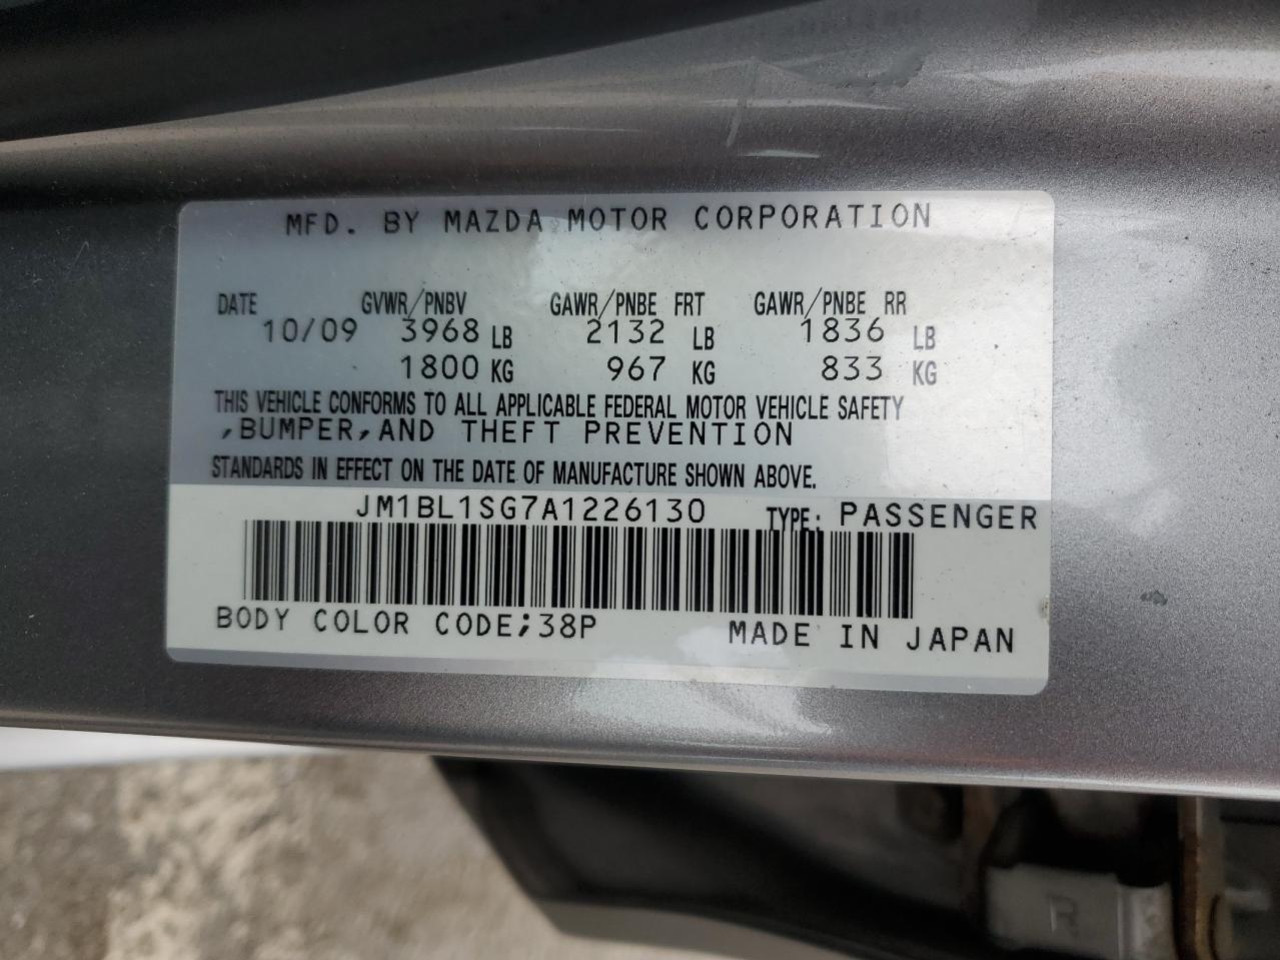 MFD. BY MAZDA MOTOR CORPORATION
DATE GVWR/PNBV GAWR/PNBE FRT GAWR/PNBE RR
10/09 3968 LB 2132 LB 1836 LB
1800 KG 967 KG 833 KG
THIS VEHICLE CONFORMS TO ALL APPLICABLE FEDERAL MOTOR VEHICLE SAFETY
,BUMPER,AND THEFT PREVENTION
STANDARDS IN EFFECT ON THE DATE OF MANUFACTURE SHOWN ABOVE.
JM1BL1SG7A1226130 TYPE: PASSENGER
BODY COLOR CODE;38P MADE IN JAPAN
R